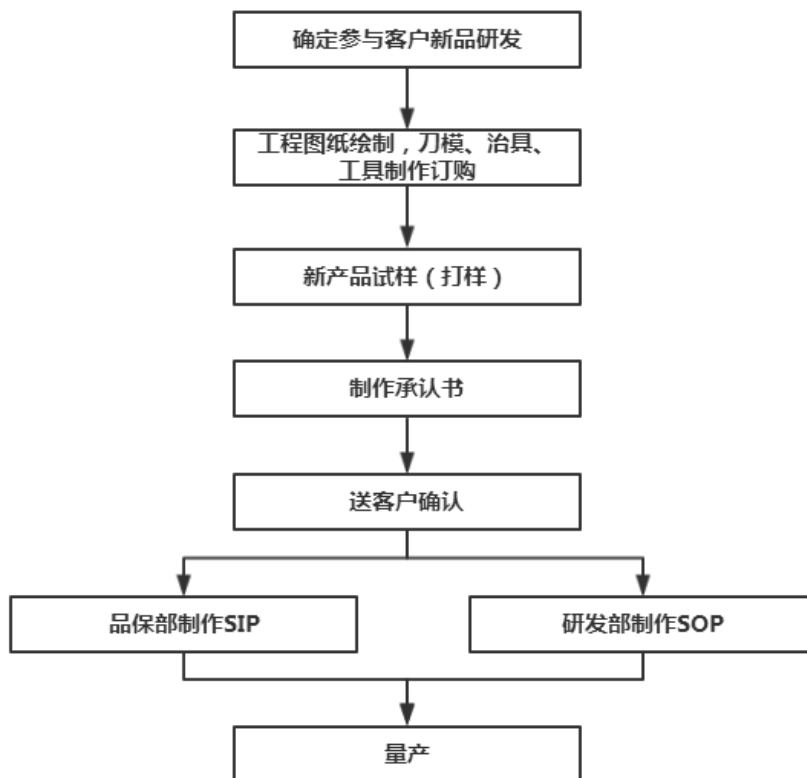 确定参与客户新品研发
工程图纸绘制，刀模、治具、
工具制作订购
新产品试样（打样）
制作承认书
送客户确认
品保部制作SIP
研发部制作SOP
量产